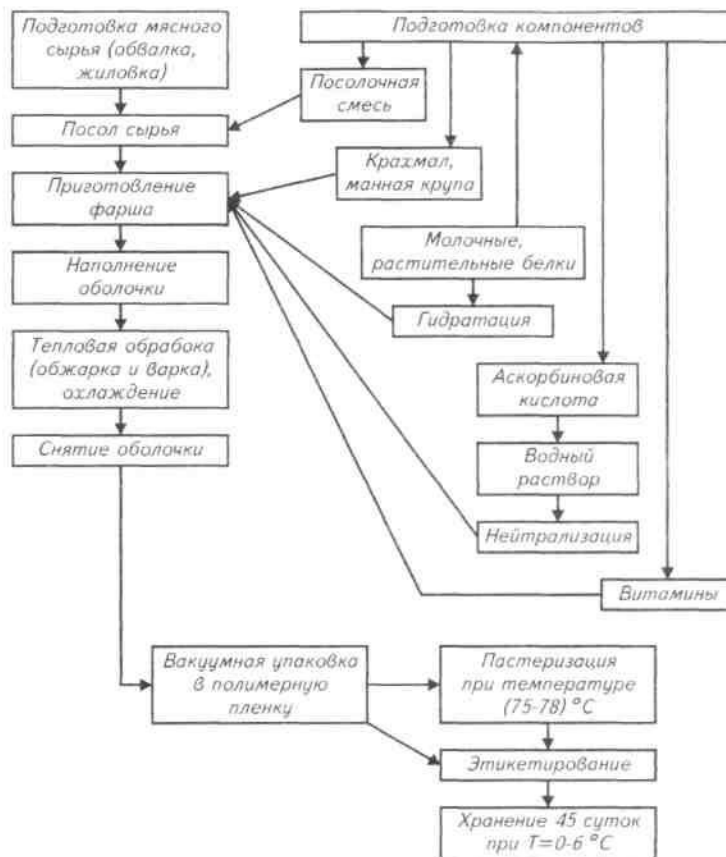 Подготовка мясного
сырья (обвалка,
жиловка)
Подготовка компонентов
Посолочная
смесь
Посол сырья
Крахмал,
манная крупа
Приготовление
фарша
Молочные,
растительные белки
Наполнение
оболочки
Гидратация
Тепловая обрабока
(обжарка и варка),
охлаждение
Аскорбиновая
кислота
Снятие оболочки
Водный
раствор
Нейтрализация
Витамины
Вакуумная упаковка
в полимерную
пленку
Пастеризация
при температуре
(75-78) °С
Этикетирование
Хранение 45 суток
при Т=0-6 °С